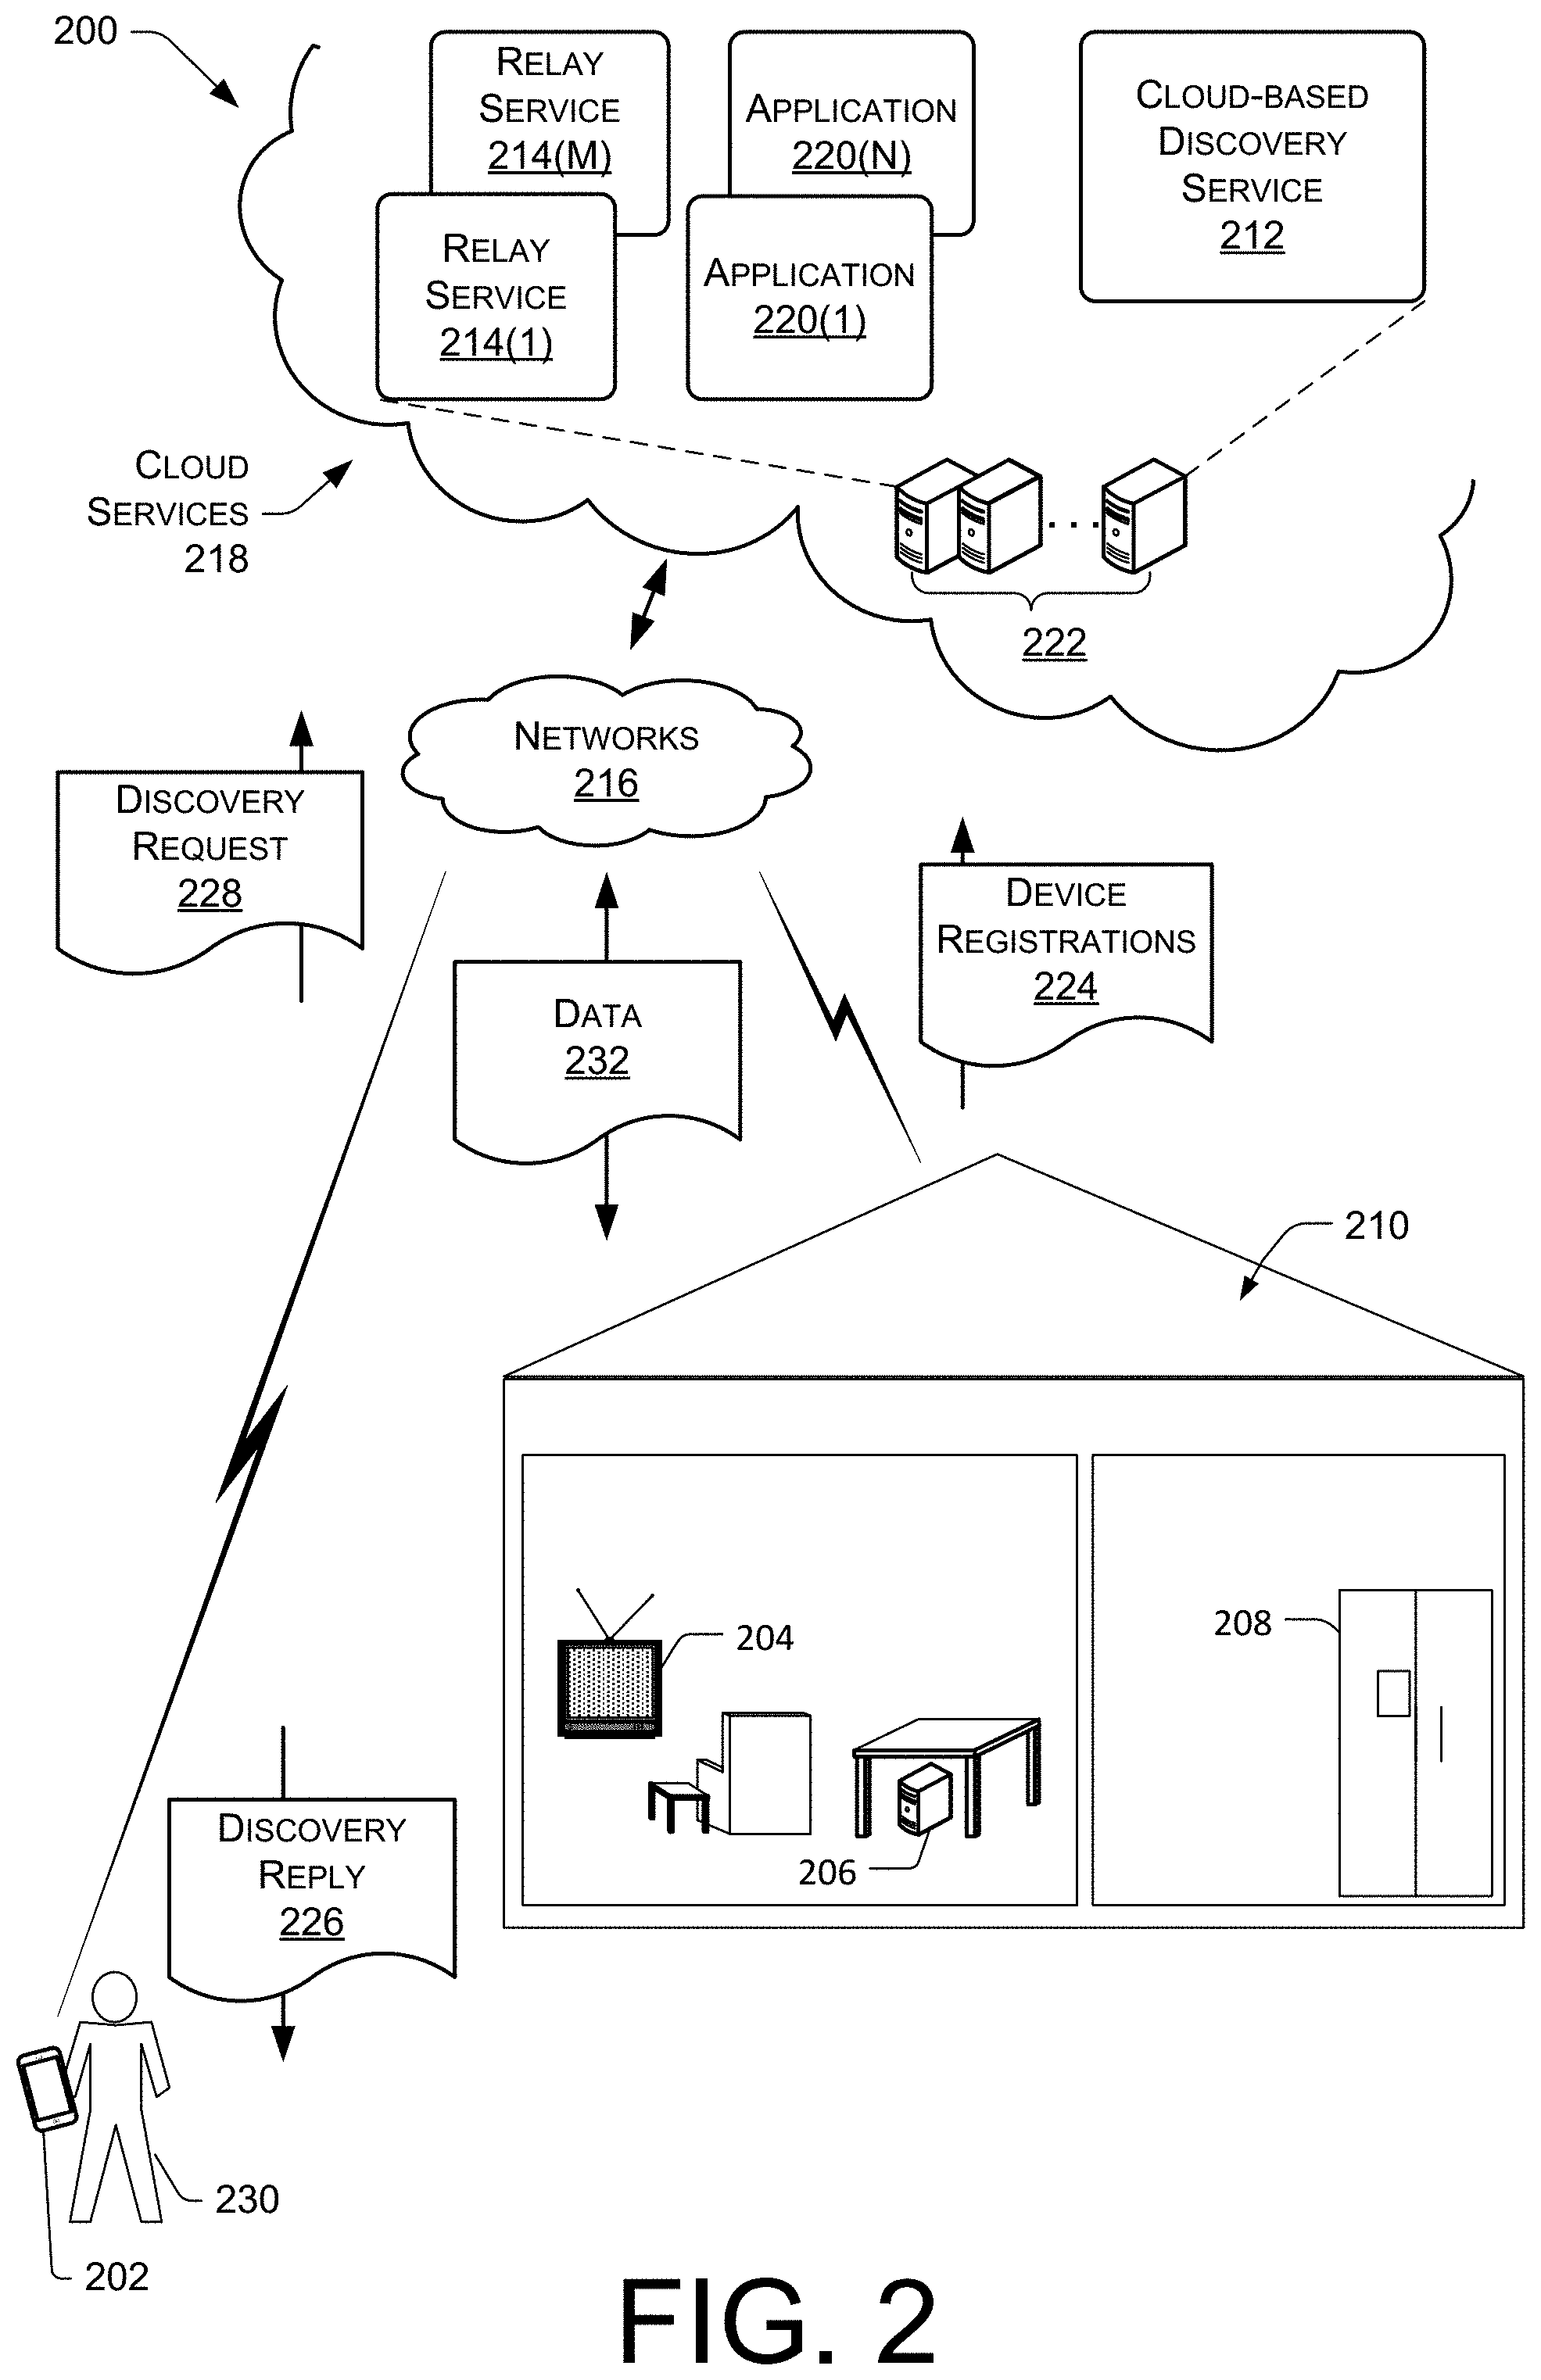 200
RELAY
SERVICE
214(M)
RELAY
SERVICE
214(1)
APPLICATION
220(N)
APPLICATION
220(1)
CLOUD-BASED
DISCOVERY
SERVICE
212
CLOUD
SERVICES
218
222
NETWORKS
216
DISCOVERY
REQUEST
228
DEVICE
REGISTRATIONS
224
DATA
232
210
204
206
208
DISCOVERY
REPLY
226
230
202
FIG. 2